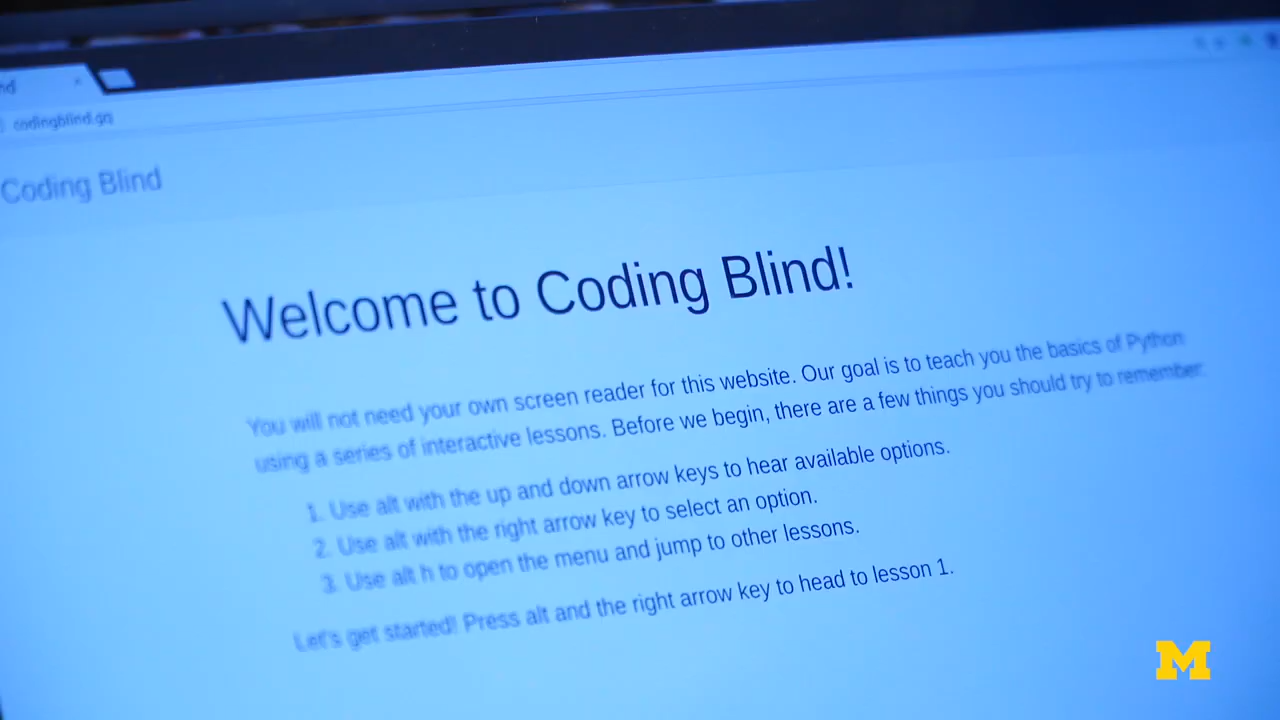 nd
codingblind.gq
Coding Blind
Welcome to Coding Blind!
You will not need your own screen reader for this website. Our goal is to teach you the basics of Python
using a series of interactive lessons. Before we begin, there are a few things you should try to remember.
1. Use alt with the up and down arrow keys to hear available options.
2. Use alt with the right arrow key to select an option.
3. Use alt h to open the menu and jump to other lessons.
Let's get started! Press alt and the right arrow key to head to lesson 1.
M